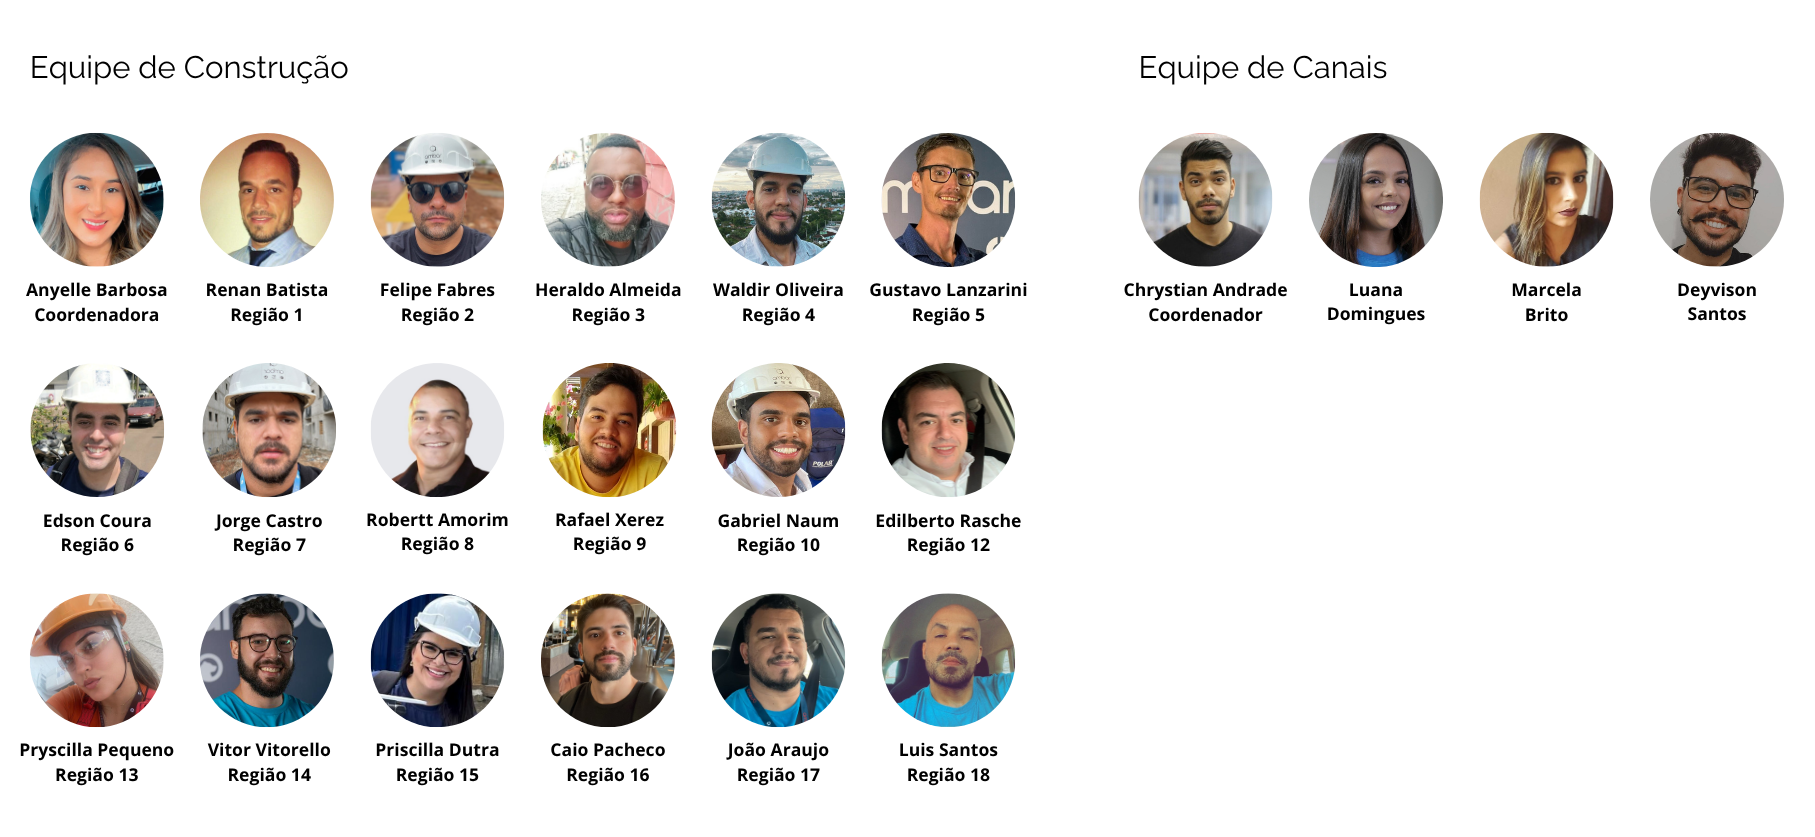 Equipe de Construção
Anyelle Barbosa
Coordenadora
Renan Batista
Região 1
Felipe Fabres
Região 2
Heraldo Almeida
Região 3
Waldir Oliveira
Região 4
Gustavo Lanzarini
Região 5
Edson Coura
Região 6
Jorge Castro
Região 7
Robertt Amorim
Região 8
Rafael Xerez
Região 9
Gabriel Naum
Região 10
Edilberto Rasche
Região 12
Pryscilla Pequeno
Região 13
Vitor Vitorello
Região 14
Priscilla Dutra
Região 15
Caio Pacheco
Região 16
João Araujo
Região 17
Luis Santos
Região 18
Equipe de Canais
Chrystian Andrade
Coordenador
Luana
Domingues
Marcela
Brito
Deyvison
Santos